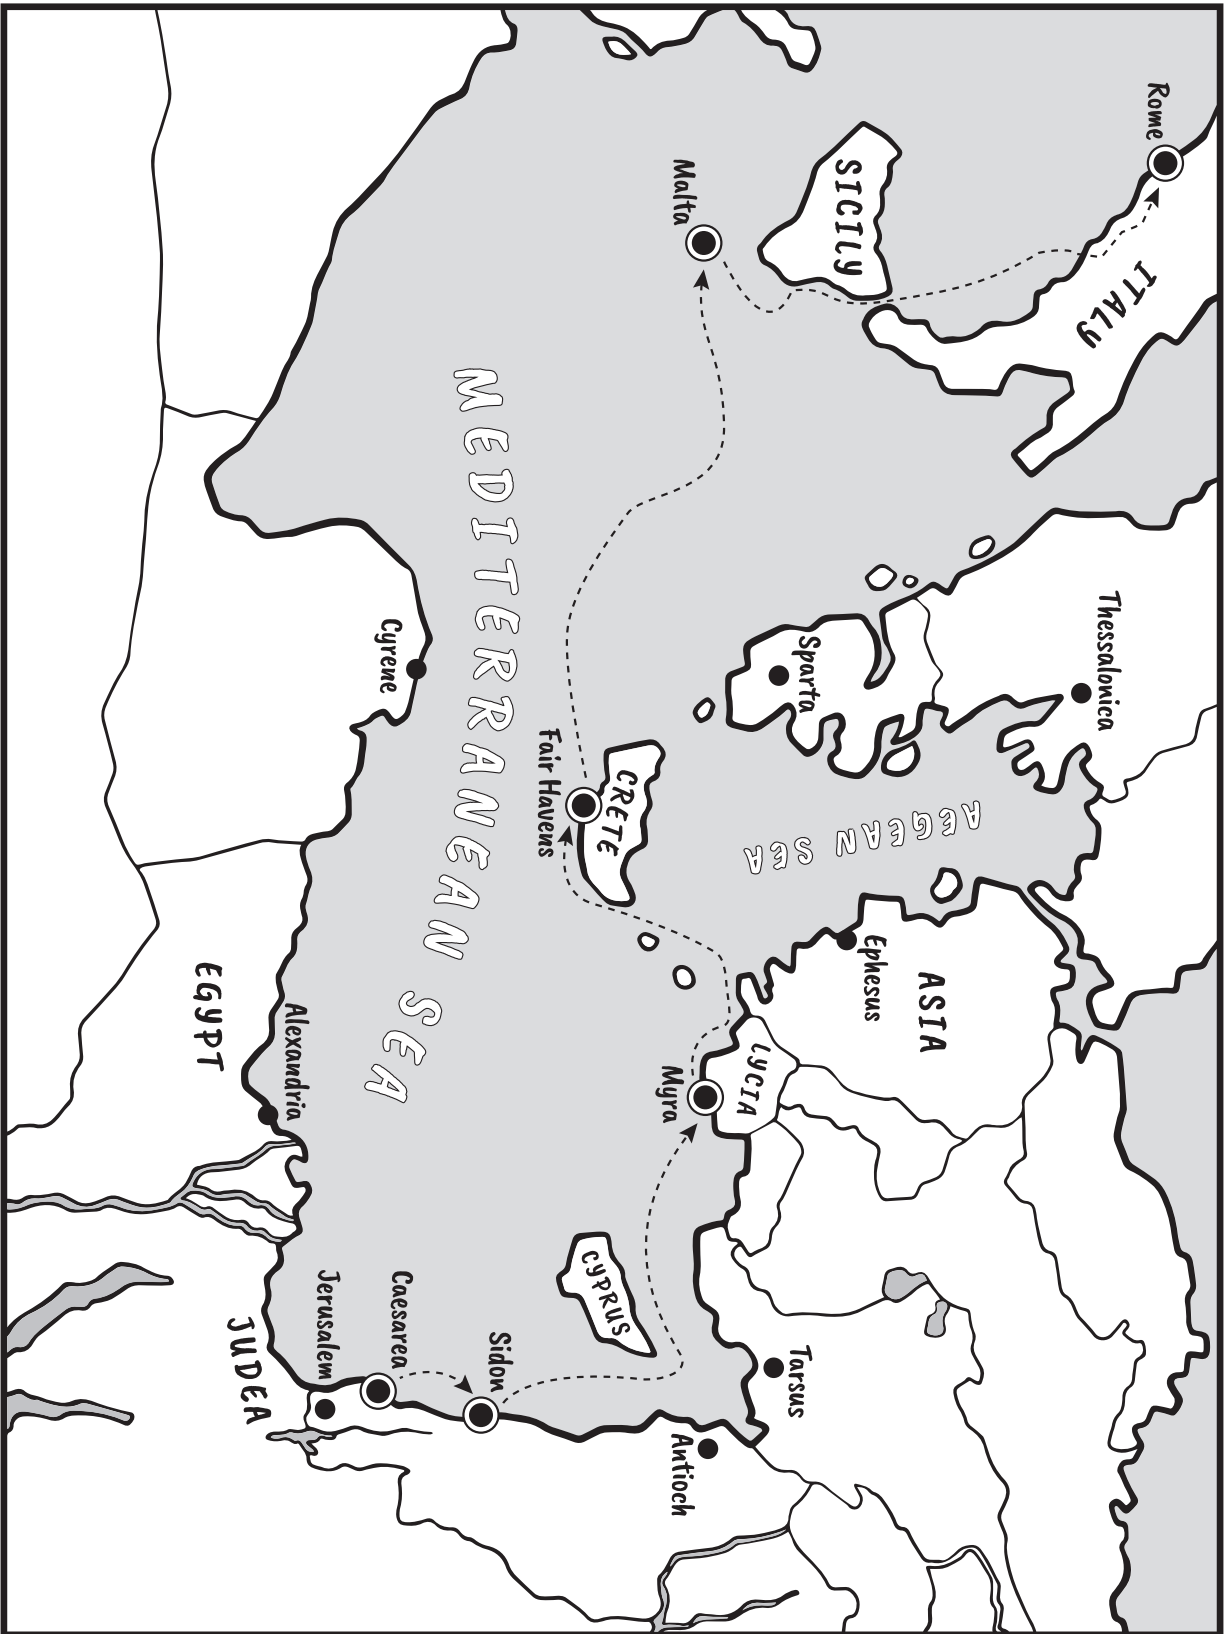 Rome
ITALY
SICILY
Malta
Thessalonica
Sparta
AEGEAN SEA
ASIA
Ephesus
LYCIA
Myra
CRETE
Fair Havens
MEDITERRANEAN SEA
Cyrene
CYPRUS
Tarsus
Antioch
Sidon
Caesarea
Jerusalem
JUDEA
Alexandria
EGYPT